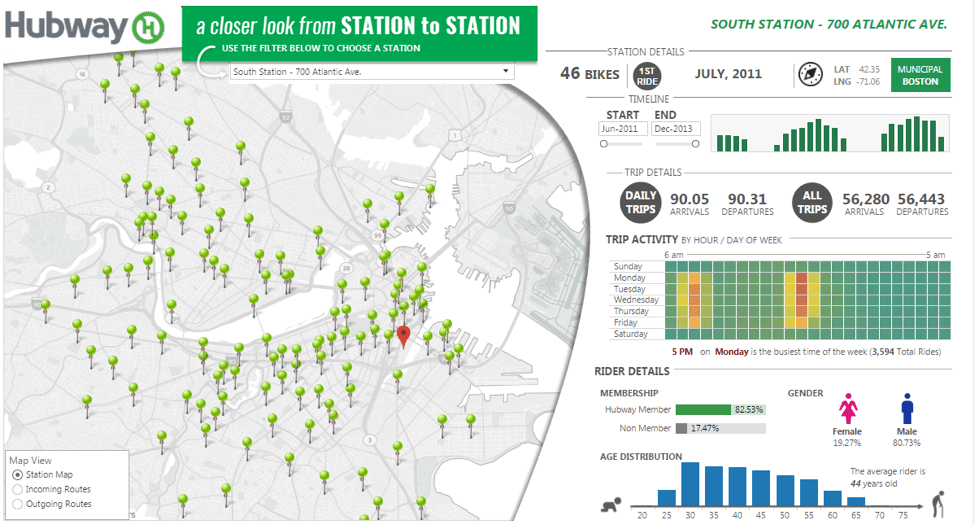 Hubway
a closer look from STATION to STATION
USE THE FILTER BELOW TO CHOOSE A STATION
South Station - 700 Atlantic Ave.
SOUTH STATION - 700 ATLANTIC AVE.
STATION DETAILS
46 BIKES
1ST RIDE
JULY, 2011
LAT 42.35
LNG -71.06
MUNICIPAL
BOSTON
TIMELINE
START END
Jun-2011 Dec-2013
TRIP DETAILS
DAILY TRIPS
90.05 90.31
ARRIVALS DEPARTURES
ALL TRIPS
56,280 56,443
ARRIVALS DEPARTURES
TRIP ACTIVITY BY HOUR / DAY OF WEEK
6 am 5 am
Sunday
Monday
Tuesday
Wednesday
Thursday
Friday
Saturday
5 PM on Monday is the busiest time of the week (3,594 Total Rides)
RIDER DETAILS
MEMBERSHIP
Hubway Member 82.53%
Non Member 17.47%
GENDER
Female Male
19.27% 80.73%
AGE DISTRIBUTION
The average rider is
44 years old
20 25 30 35 40 45 50 55 60 65 70 75
Map View
Station Map
Incoming Routes
Outgoing Routes
16
1
2
99
28
3